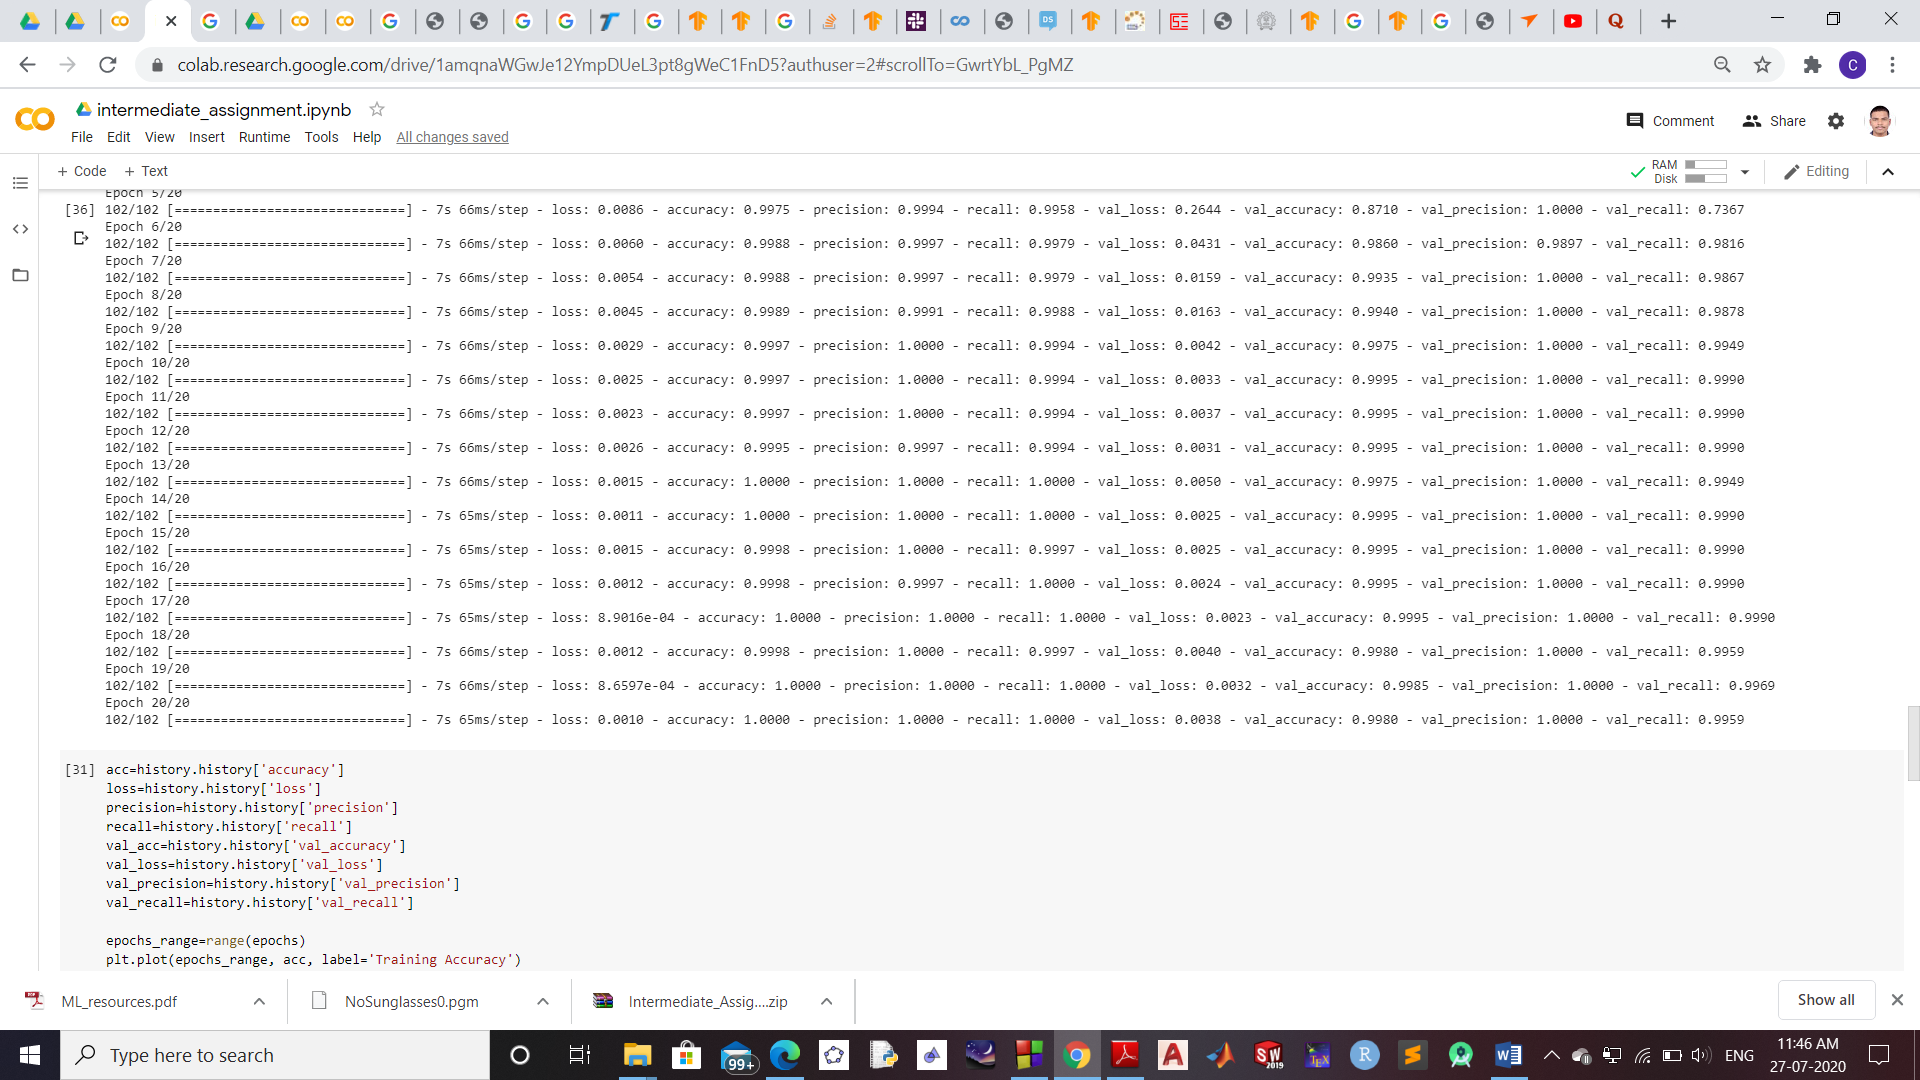 colab.research.google.com/drive/1amqnaWGwJe12YmpDUeL3pt8gWeC1FnD5?authuser=2#scrollTo=GwrtYbL_PgMZ
C
intermediate_assignment.ipynb
File Edit View Insert Runtime Tools Help All changes saved
Comment Share
+ Code + Text
RAM
Disk
Editing
Epoch 5/20
[36] 102/102 [==============================] - 7s 66ms/step - loss: 0.0086 - accuracy: 0.9975 - precision: 0.9994 - recall: 0.9958 - val_loss: 0.2644 - val_accuracy: 0.8710 - val_precision: 1.0000 - val_recall: 0.7367
Epoch 6/20
102/102 [==============================] - 7s 66ms/step - loss: 0.0060 - accuracy: 0.9988 - precision: 0.9997 - recall: 0.9979 - val_loss: 0.0431 - val_accuracy: 0.9860 - val_precision: 0.9897 - val_recall: 0.9816
Epoch 7/20
102/102 [==============================] - 7s 66ms/step - loss: 0.0054 - accuracy: 0.9988 - precision: 0.9997 - recall: 0.9979 - val_loss: 0.0159 - val_accuracy: 0.9935 - val_precision: 1.0000 - val_recall: 0.9867
Epoch 8/20
102/102 [==============================] - 7s 66ms/step - loss: 0.0045 - accuracy: 0.9989 - precision: 0.9991 - recall: 0.9988 - val_loss: 0.0163 - val_accuracy: 0.9940 - val_precision: 1.0000 - val_recall: 0.9878
Epoch 9/20
102/102 [==============================] - 7s 66ms/step - loss: 0.0029 - accuracy: 0.9997 - precision: 1.0000 - recall: 0.9994 - val_loss: 0.0042 - val_accuracy: 0.9975 - val_precision: 1.0000 - val_recall: 0.9949
Epoch 10/20
102/102 [==============================] - 7s 66ms/step - loss: 0.0025 - accuracy: 0.9997 - precision: 1.0000 - recall: 0.9994 - val_loss: 0.0033 - val_accuracy: 0.9995 - val_precision: 1.0000 - val_recall: 0.9990
Epoch 11/20
102/102 [==============================] - 7s 66ms/step - loss: 0.0023 - accuracy: 0.9997 - precision: 1.0000 - recall: 0.9994 - val_loss: 0.0037 - val_accuracy: 0.9995 - val_precision: 1.0000 - val_recall: 0.9990
Epoch 12/20
102/102 [==============================] - 7s 66ms/step - loss: 0.0026 - accuracy: 0.9995 - precision: 0.9997 - recall: 0.9994 - val_loss: 0.0031 - val_accuracy: 0.9995 - val_precision: 1.0000 - val_recall: 0.9990
Epoch 13/20
102/102 [==============================] - 7s 66ms/step - loss: 0.0015 - accuracy: 1.0000 - precision: 1.0000 - recall: 1.0000 - val_loss: 0.0050 - val_accuracy: 0.9975 - val_precision: 1.0000 - val_recall: 0.9949
Epoch 14/20
102/102 [==============================] - 7s 65ms/step - loss: 0.0011 - accuracy: 1.0000 - precision: 1.0000 - recall: 1.0000 - val_loss: 0.0025 - val_accuracy: 0.9995 - val_precision: 1.0000 - val_recall: 0.9990
Epoch 15/20
102/102 [==============================] - 7s 65ms/step - loss: 0.0015 - accuracy: 0.9998 - precision: 1.0000 - recall: 0.9997 - val_loss: 0.0025 - val_accuracy: 0.9995 - val_precision: 1.0000 - val_recall: 0.9990
Epoch 16/20
102/102 [==============================] - 7s 65ms/step - loss: 0.0012 - accuracy: 0.9998 - precision: 0.9997 - recall: 1.0000 - val_loss: 0.0024 - val_accuracy: 0.9995 - val_precision: 1.0000 - val_recall: 0.9990
Epoch 17/20
102/102 [==============================] - 7s 65ms/step - loss: 8.9016e-04 - accuracy: 1.0000 - precision: 1.0000 - recall: 1.0000 - val_loss: 0.0023 - val_accuracy: 0.9995 - val_precision: 1.0000 - val_recall: 0.9990
Epoch 18/20
102/102 [==============================] - 7s 66ms/step - loss: 0.0012 - accuracy: 0.9998 - precision: 1.0000 - recall: 0.9997 - val_loss: 0.0040 - val_accuracy: 0.9980 - val_precision: 1.0000 - val_recall: 0.9959
Epoch 19/20
102/102 [==============================] - 7s 66ms/step - loss: 8.6597e-04 - accuracy: 1.0000 - precision: 1.0000 - recall: 1.0000 - val_loss: 0.0032 - val_accuracy: 0.9985 - val_precision: 1.0000 - val_recall: 0.9969
Epoch 20/20
102/102 [==============================] - 7s 65ms/step - loss: 0.0010 - accuracy: 1.0000 - precision: 1.0000 - recall: 1.0000 - val_loss: 0.0038 - val_accuracy: 0.9980 - val_precision: 1.0000 - val_recall: 0.9959
[31] acc=history.history['accuracy']
loss=history.history['loss']
precision=history.history['precision']
recall=history.history['recall']
val_acc=history.history['val_accuracy']
val_loss=history.history['val_loss']
val_precision=history.history['val_precision']
val_recall=history.history['val_recall']
epochs_range=range(epochs)
plt.plot(epochs_range, acc, label='Training Accuracy')
ML_resources.pdf
NoSunglasses0.pgm
Intermediate_Assig....zip
Show all
Type here to search
99+
ENG
11:46 AM
27-07-2020